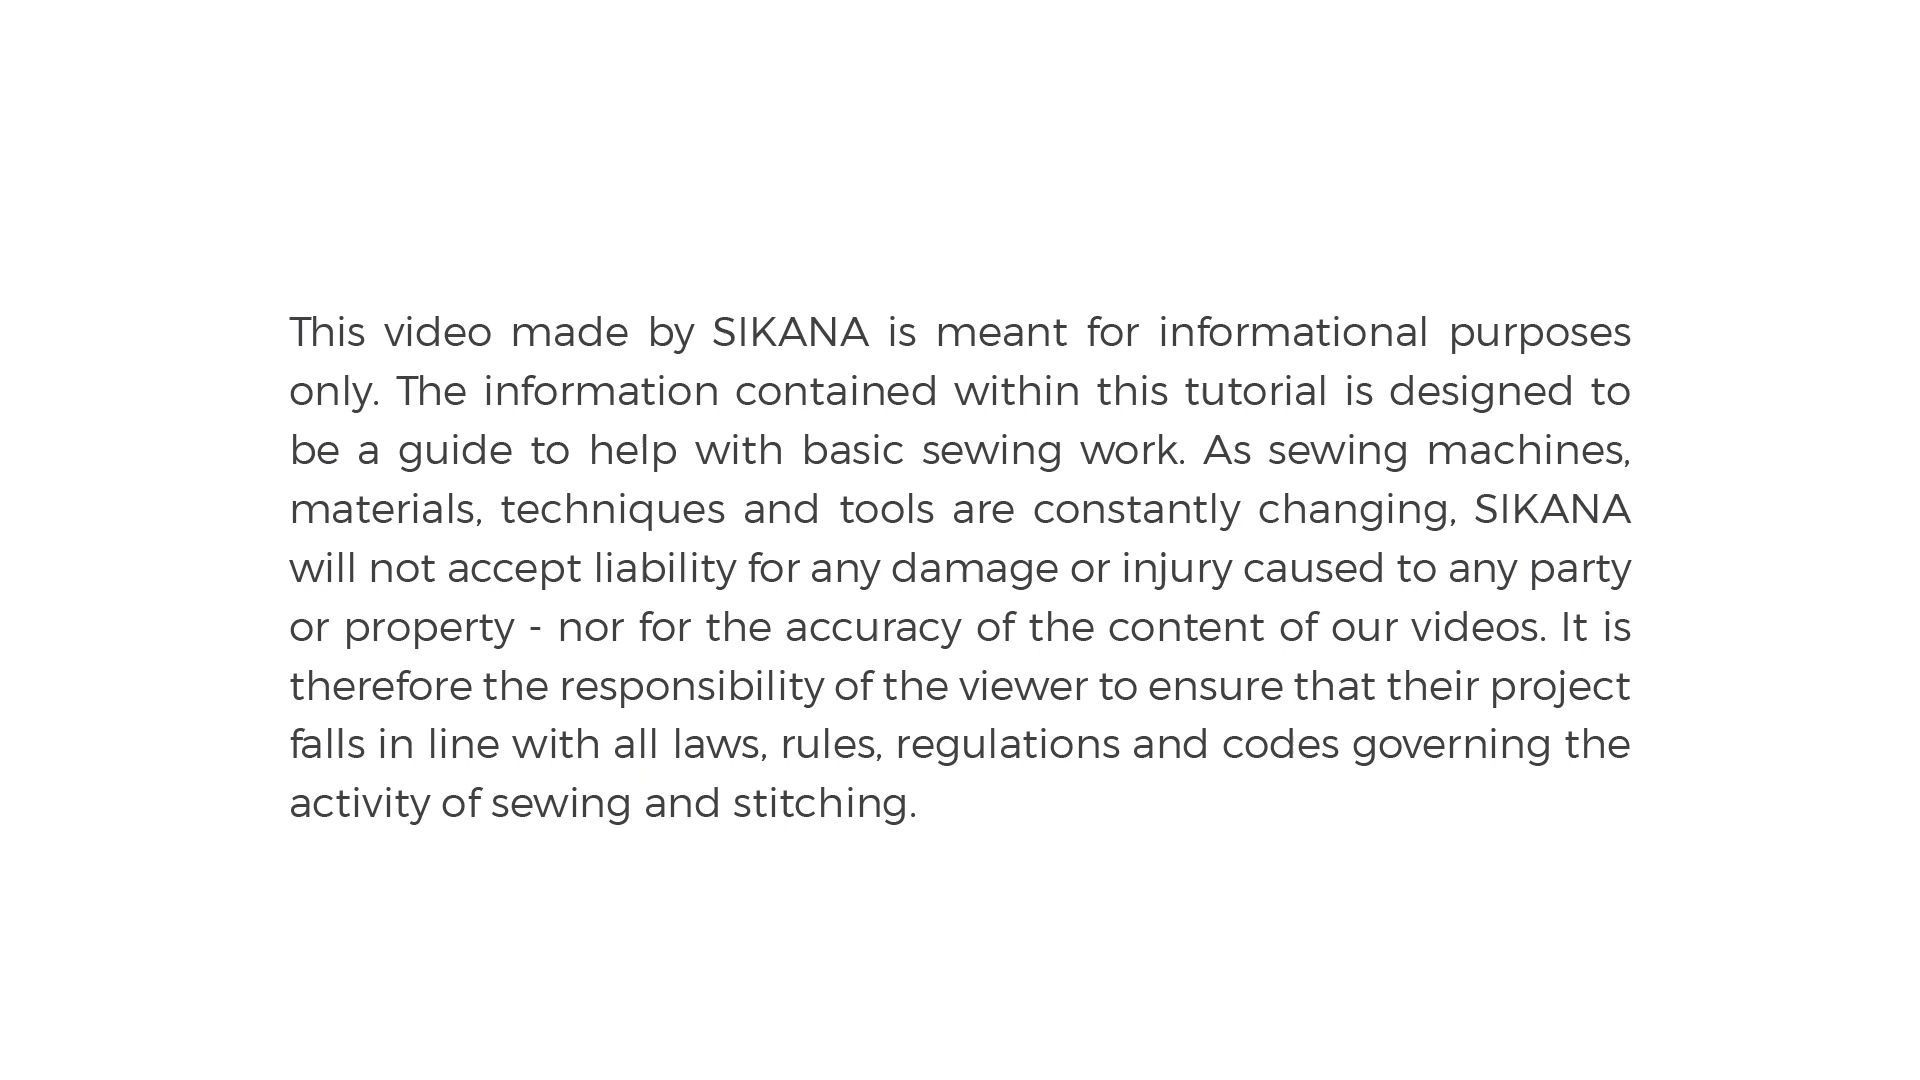 This video made by SIKANA is meant for informational purposes
only. The information contained within this tutorial is designed to
be a guide to help with basic sewing work. As sewing machines,
materials, techniques and tools are constantly changing, SIKANA
will not accept liability for any damage or injury caused to any party
or property - nor for the accuracy of the content of our videos. It is
therefore the responsibility of the viewer to ensure that their project
falls in line with all laws, rules, regulations and codes governing the
activity of sewing and stitching.